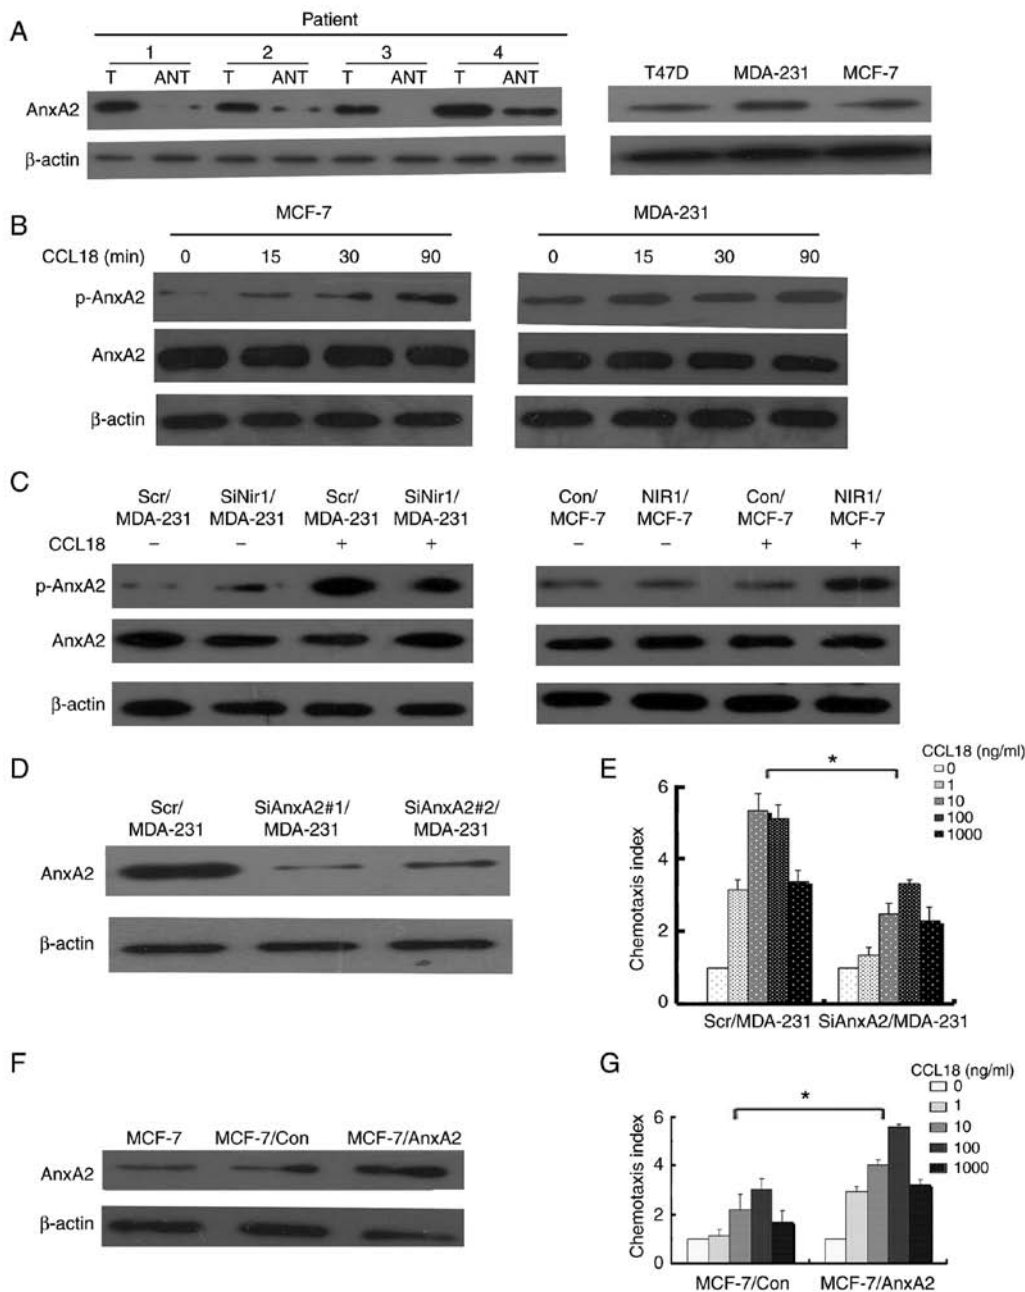 A
Patient
1 2 3 4
T ANT T ANT T ANT T ANT
T47D MDA-231 MCF-7
AnxA2
β-actin
B
MCF-7 MDA-231
CCL18 (min) 0 15 30 90 0 15 30 90
p-AnxA2
AnxA2
β-actin
C
Scr/ SiNir1/ Scr/ SiNir1/ Con/ NIR1/ Con/ NIR1/
MDA-231 MDA-231 MDA-231 MDA-231 MCF-7 MCF-7 MCF-7 MCF-7
CCL18 − − + + − − + +
p-AnxA2
AnxA2
β-actin
D
Scr/ SiAnxA2#1/ SiAnxA2#2/
MDA-231 MDA-231 MDA-231
AnxA2
β-actin
E
CCL18 (ng/ml)
0
1
10
100
1000
*
Chemotaxis index
6
4
2
0
Scr/MDA-231 SiAnxA2/MDA-231
F
MCF-7 MCF-7/Con MCF-7/AnxA2
AnxA2
β-actin
G
CCL18 (ng/ml)
0
1
10
100
1000
*
Chemotaxis index
6
4
2
0
MCF-7/Con MCF-7/AnxA2